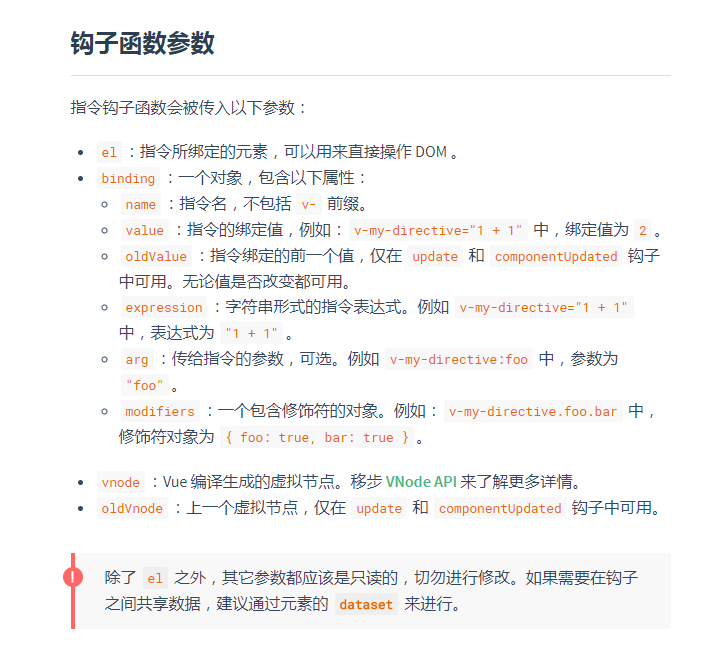 钩子函数参数
指令钩子函数会被传入以下参数：
el ：指令所绑定的元素，可以用来直接操作 DOM 。
binding ：一个对象，包含以下属性：
name ：指令名，不包括 v- 前缀。
value ：指令的绑定值，例如： v-my-directive="1 + 1" 中，绑定值为 2 。
oldValue ：指令绑定的前一个值，仅在 update 和 componentUpdated 钩子
中可用。无论值是否改变都可用。
expression ：字符串形式的指令表达式。例如 v-my-directive="1 + 1"
中，表达式为 "1 + 1" 。
arg ：传给指令的参数，可选。例如 v-my-directive:foo 中，参数为
"foo" 。
modifiers ：一个包含修饰符的对象。例如： v-my-directive.foo.bar 中，
修饰符对象为 { foo: true, bar: true } 。
vnode ：Vue 编译生成的虚拟节点。移步 VNode API 来了解更多详情。
oldVnode ：上一个虚拟节点，仅在 update 和 componentUpdated 钩子中可用。
! 除了 el 之外，其它参数都应该是只读的，切勿进行修改。如果需要在钩子
之间共享数据，建议通过元素的 dataset 来进行。